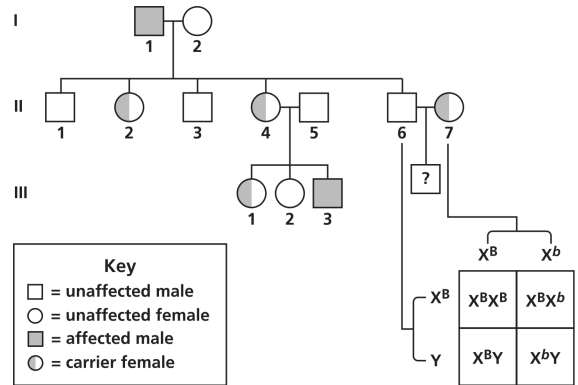 I
1 2
II
1 2 3 4 5 6 7
?
III
1 2 3
Key
= unaffected male
= unaffected female
= affected male
= carrier female
X^B X^b
X^B X^BX^B X^BX^b
Y X^BY X^bY